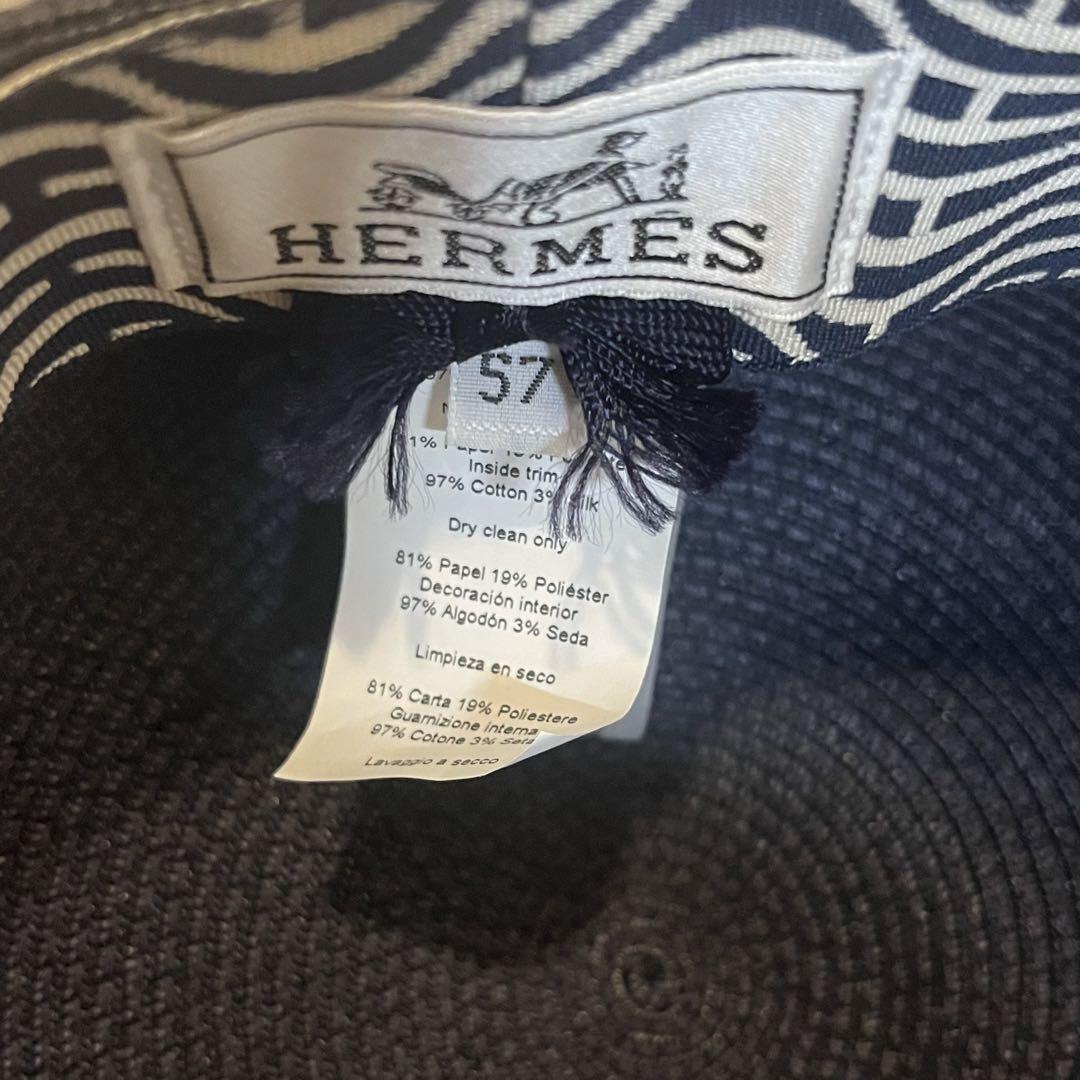 HERMÈS
57
Inside trim
97% Cotton 3%
Dry clean only
81% Papel 19% Poliéster
Decoración interior
97% Algodón 3% Seda
Limpieza en seco
81% Carta 19% Poliestere
Guarnizione interna
97% Cotone 3% Seta
Lavaggio a secco